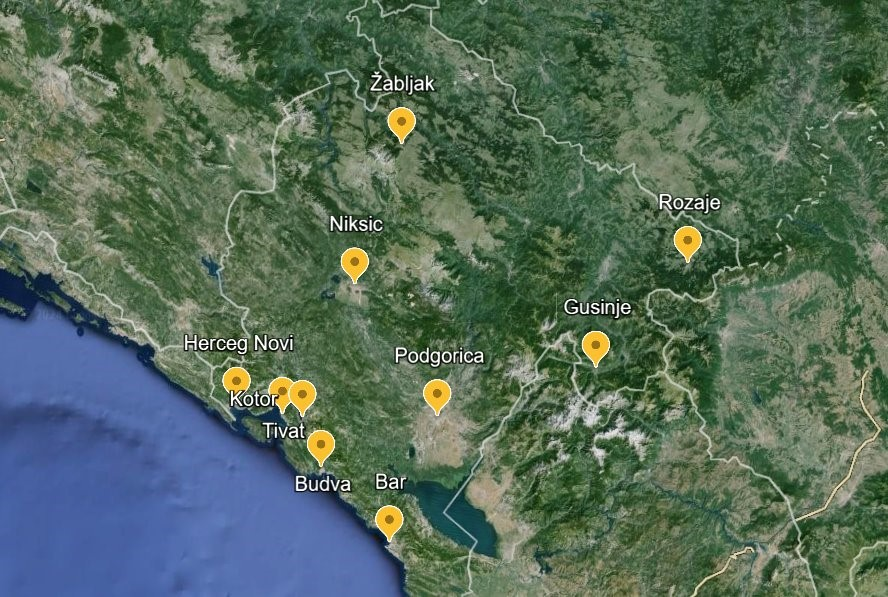 Žabljak
Rozaje
Niksic
Gusinje
Herceg Novi
Podgorica
Kotor
Tivat
Budva
Bar